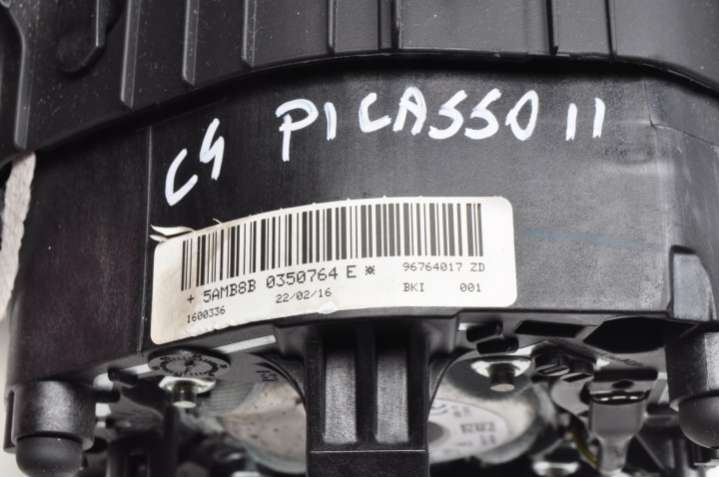 C4 PICASSO II
+ 5AMB8B 0350764 E ※ 96764017 ZD
1600336 22/02/16 BKI 001